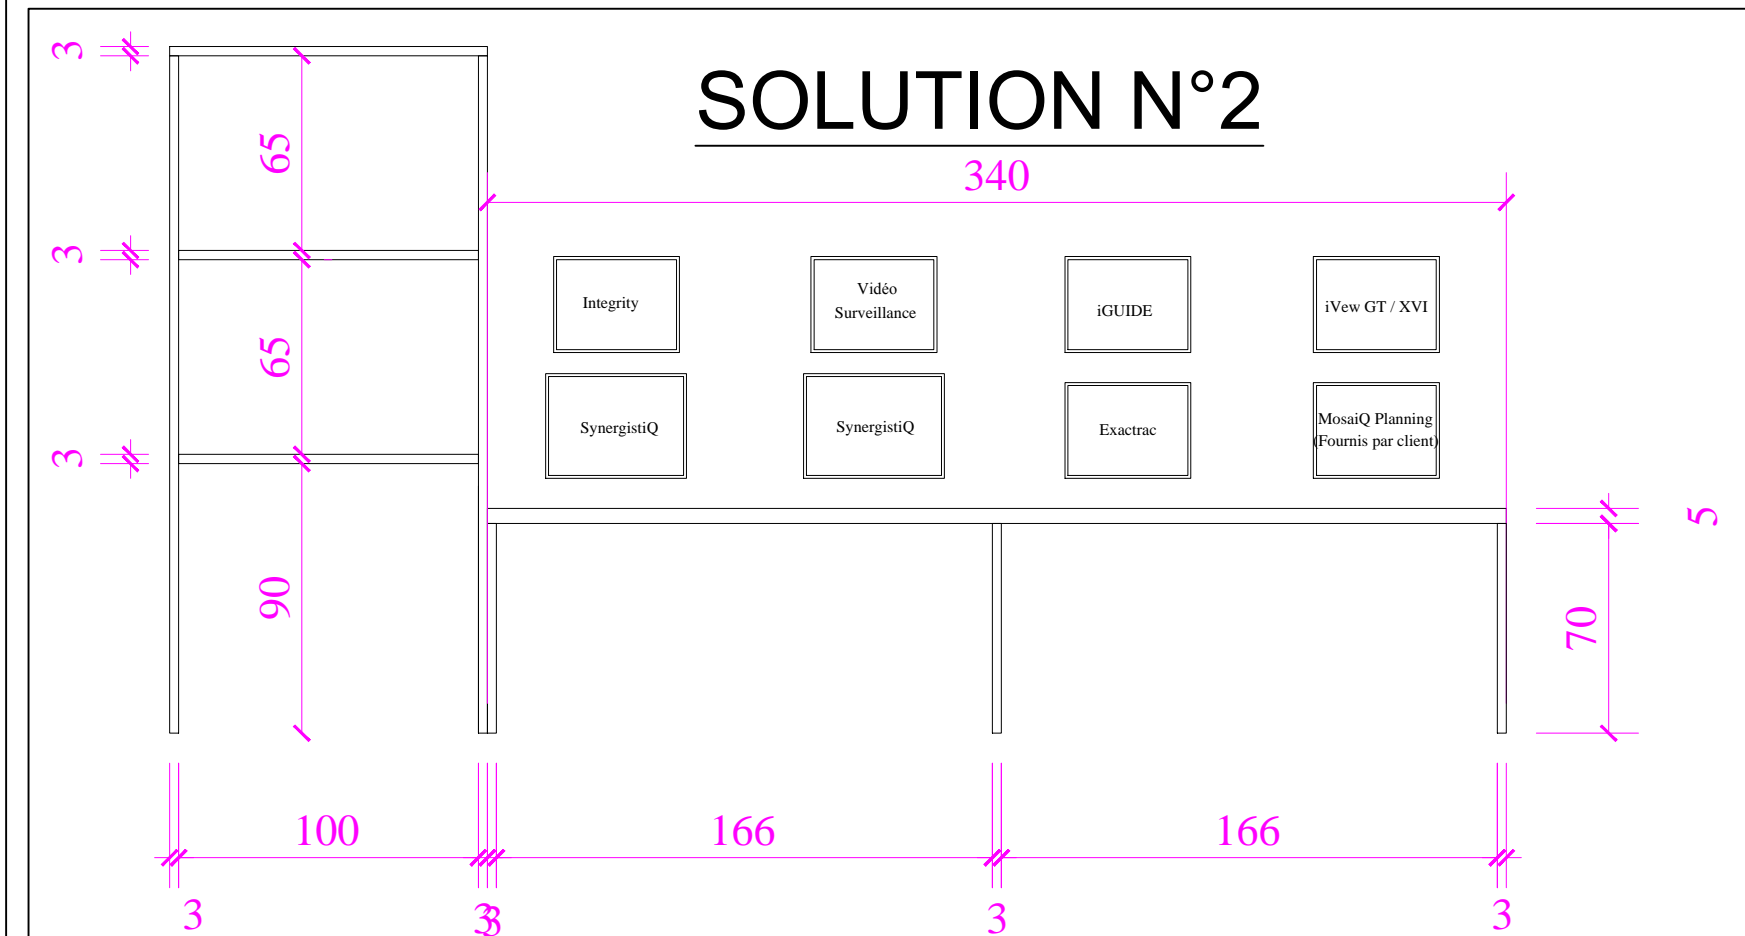 SOLUTION N°2
3
65
340
3
Integrity
Vidéo
Surveillance
iGUIDE
iVew GT / XVI
65
SynergistiQ
SynergistiQ
Exactrac
MosaiQ Planning
(Fournis par client)
3
5
90
70
100
166
166
3
3
3
3
3